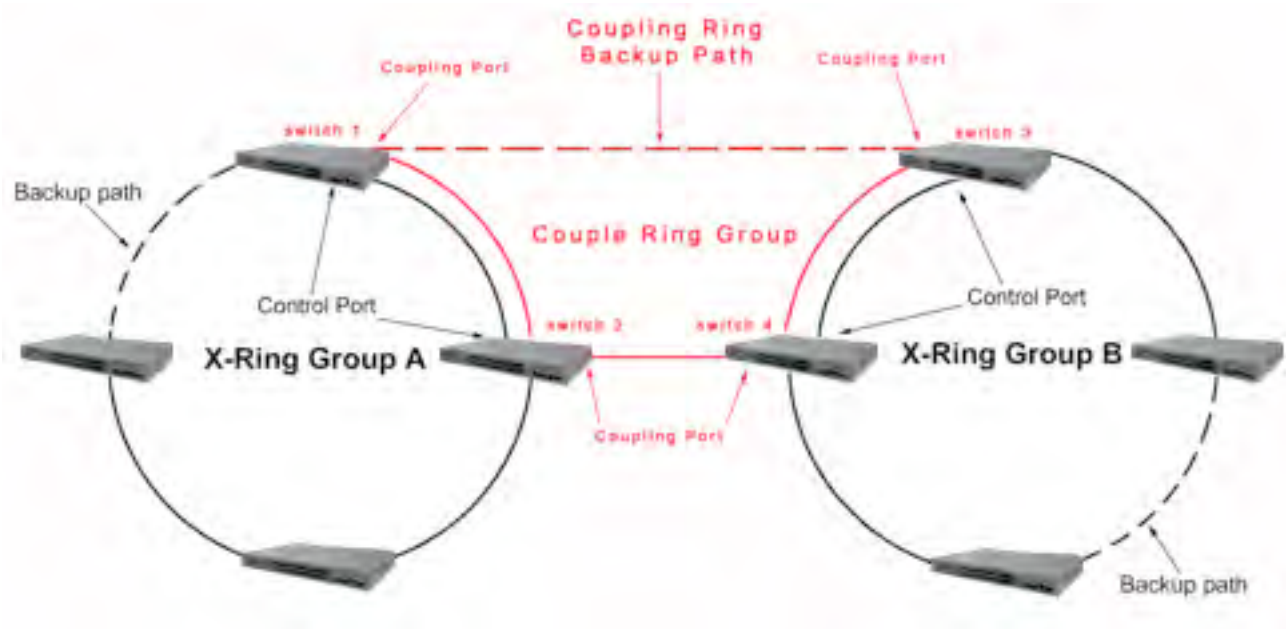 Coupling Ring
Backup Path
Coupling Port
Coupling Port
switch 1
switch 3
Backup path
Couple Ring Group
Control Port
Control Port
switch 2
switch 4
X-Ring Group A
X-Ring Group B
Coupling Port
Backup path